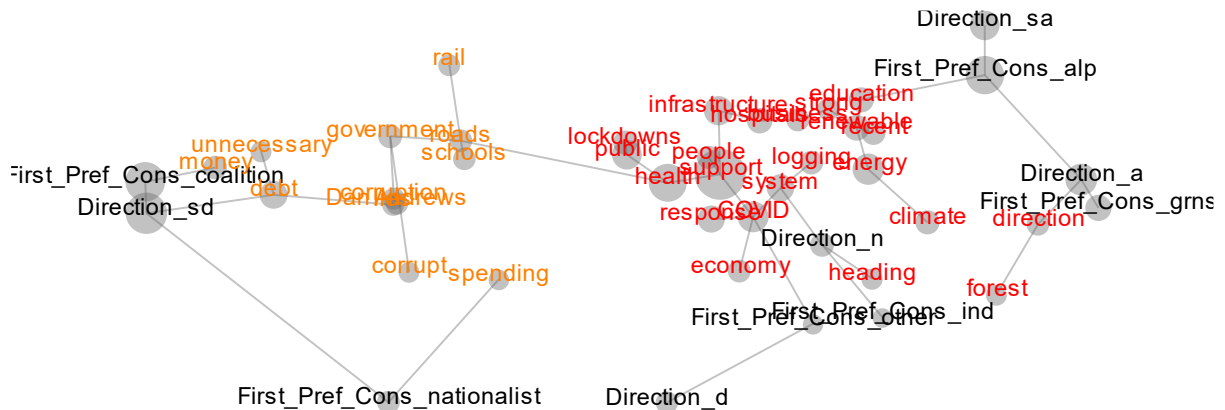 Direction_sa
rail
First_Pref_Cons_alp
education
infrastructure
strong
hospitals
business
renewable
recent
government
roads
lockdowns
unnecessary
public
people
schools
logging
money
support
energy
First_Pref_Cons_coalition
health
system
Direction_a
debt
corruption
Daniel
Andrews
First_Pref_Cons_grns
Direction_sd
response
COVID
climate
direction
Direction_n
corrupt
spending
economy
heading
forest
First_Pref_Cons_ind
First_Pref_Cons_other
First_Pref_Cons_nationalist
Direction_d